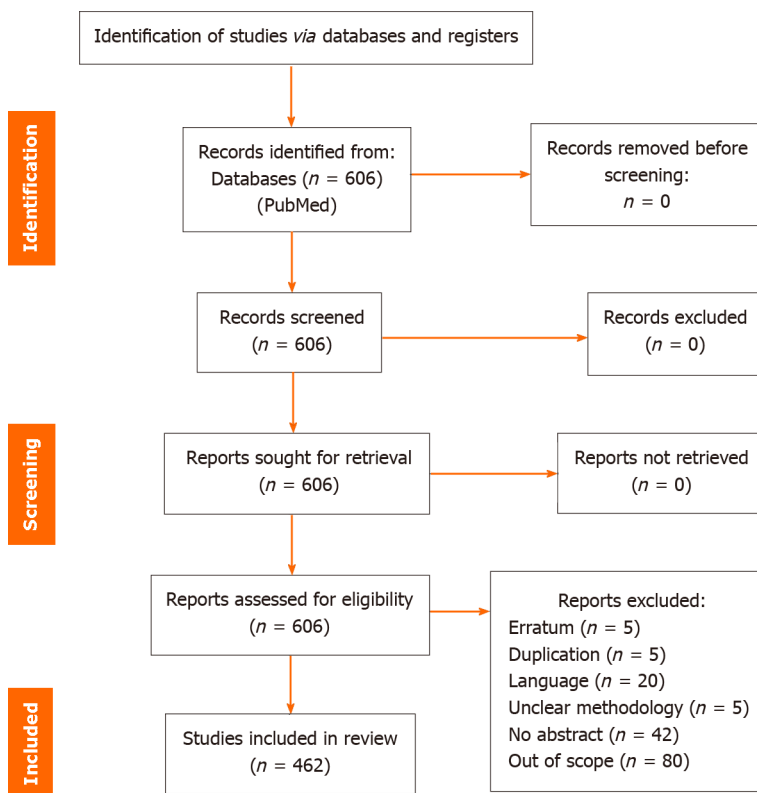 Identification of studies via databases and registers
Identification
Records identified from:
Databases (n = 606)
(PubMed)
Records removed before
screening:
n = 0
Records screened
(n = 606)
Records excluded
(n = 0)
Screening
Reports sought for retrieval
(n = 606)
Reports not retrieved
(n = 0)
Reports assessed for eligibility
(n = 606)
Reports excluded:
Erratum (n = 5)
Duplication (n = 5)
Language (n = 20)
Unclear methodology (n = 5)
No abstract (n = 42)
Out of scope (n = 80)
Included
Studies included in review
(n = 462)